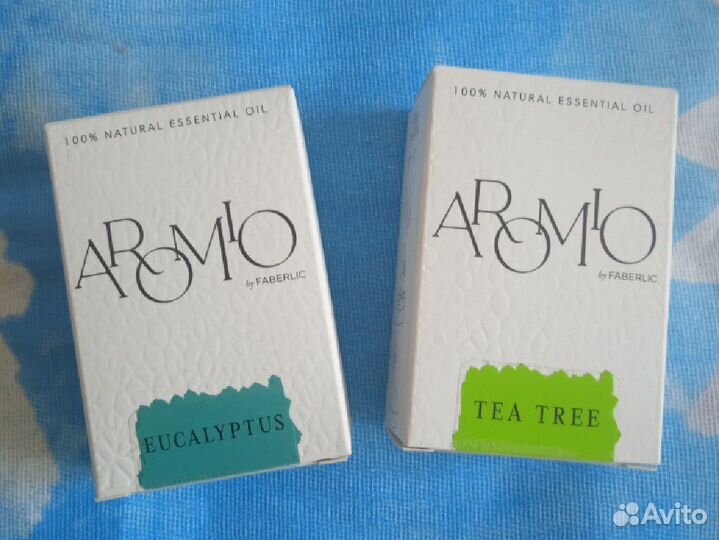 100% NATURAL ESSENTIAL OIL
AROMIO
by FABERLIC
EUCALYPTUS
100% NATURAL ESSENTIAL OIL
AROMIO
by FABERLIC
TEA TREE
Avito